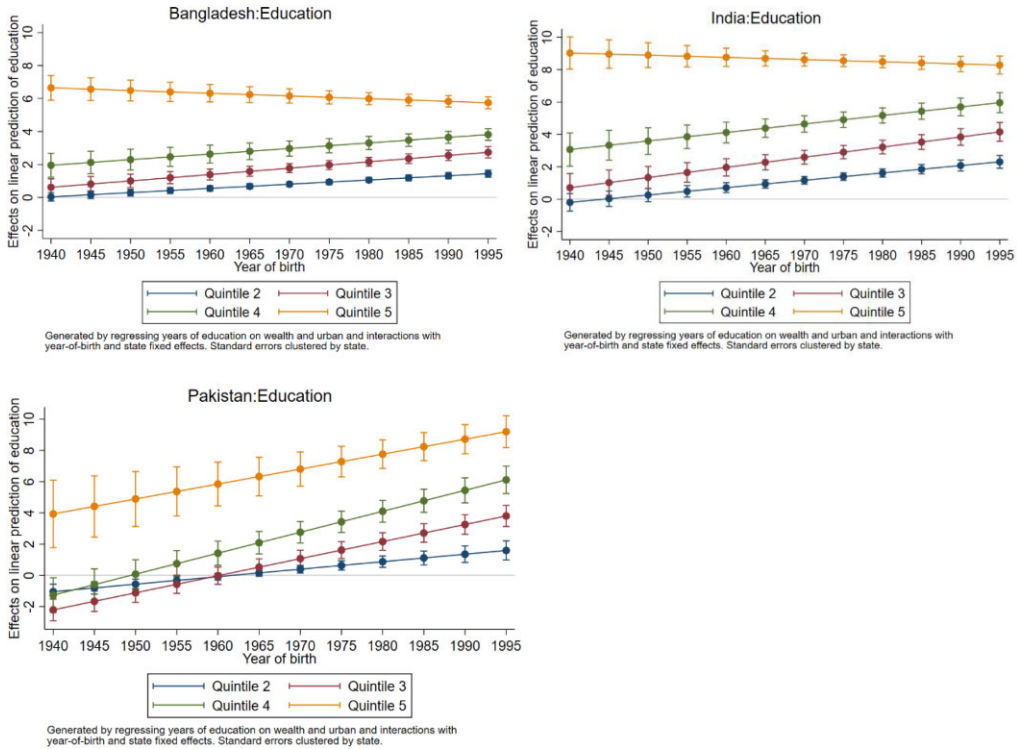 Bangladesh:Education
Effects on linear prediction of education
10
8
6
4
2
0
-2
1940 1945 1950 1955 1960 1965 1970 1975 1980 1985 1990 1995
Year of birth
Quintile 2 Quintile 3
Quintile 4 Quintile 5
Generated by regressing years of education on wealth and urban and interactions with
year-of-birth and state fixed effects. Standard errors clustered by state.
India:Education
Effects on linear prediction of education
10
8
6
4
2
0
-2
1940 1945 1950 1955 1960 1965 1970 1975 1980 1985 1990 1995
Year of birth
Quintile 2 Quintile 3
Quintile 4 Quintile 5
Generated by regressing years of education on wealth and urban and interactions with
year-of-birth and state fixed effects. Standard errors clustered by state.
Pakistan:Education
Effects on linear prediction of education
10
8
6
4
2
0
-2
1940 1945 1950 1955 1960 1965 1970 1975 1980 1985 1990 1995
Year of birth
Quintile 2 Quintile 3
Quintile 4 Quintile 5
Generated by regressing years of education on wealth and urban and interactions with
year-of-birth and state fixed effects. Standard errors clustered by state.